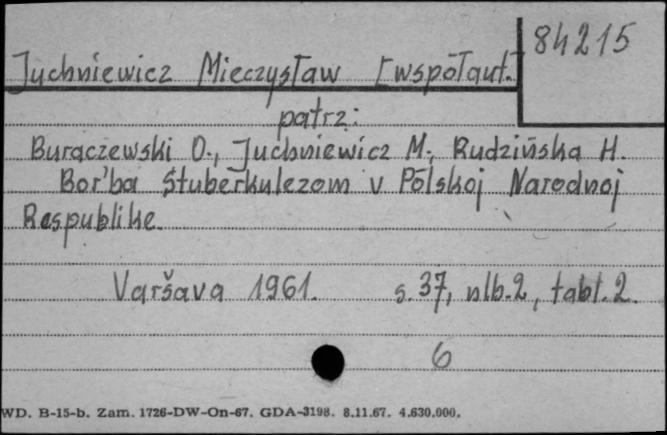 84215
Juchniewicz Mieczysław [współaut.]
patrz:
Buraczewski O., Juchniewicz M., Rudzińska H.
Bor'ba s tuberkulezom v Pol'skoj Narodnoj
Respublike.
Varšava 1961. s. 37, nlb. 2, tabl. 2.
6
WD. B-15-b. Zam. 1726-DW-On-67. GDA-3198. 8.11.67. 4.630.000.